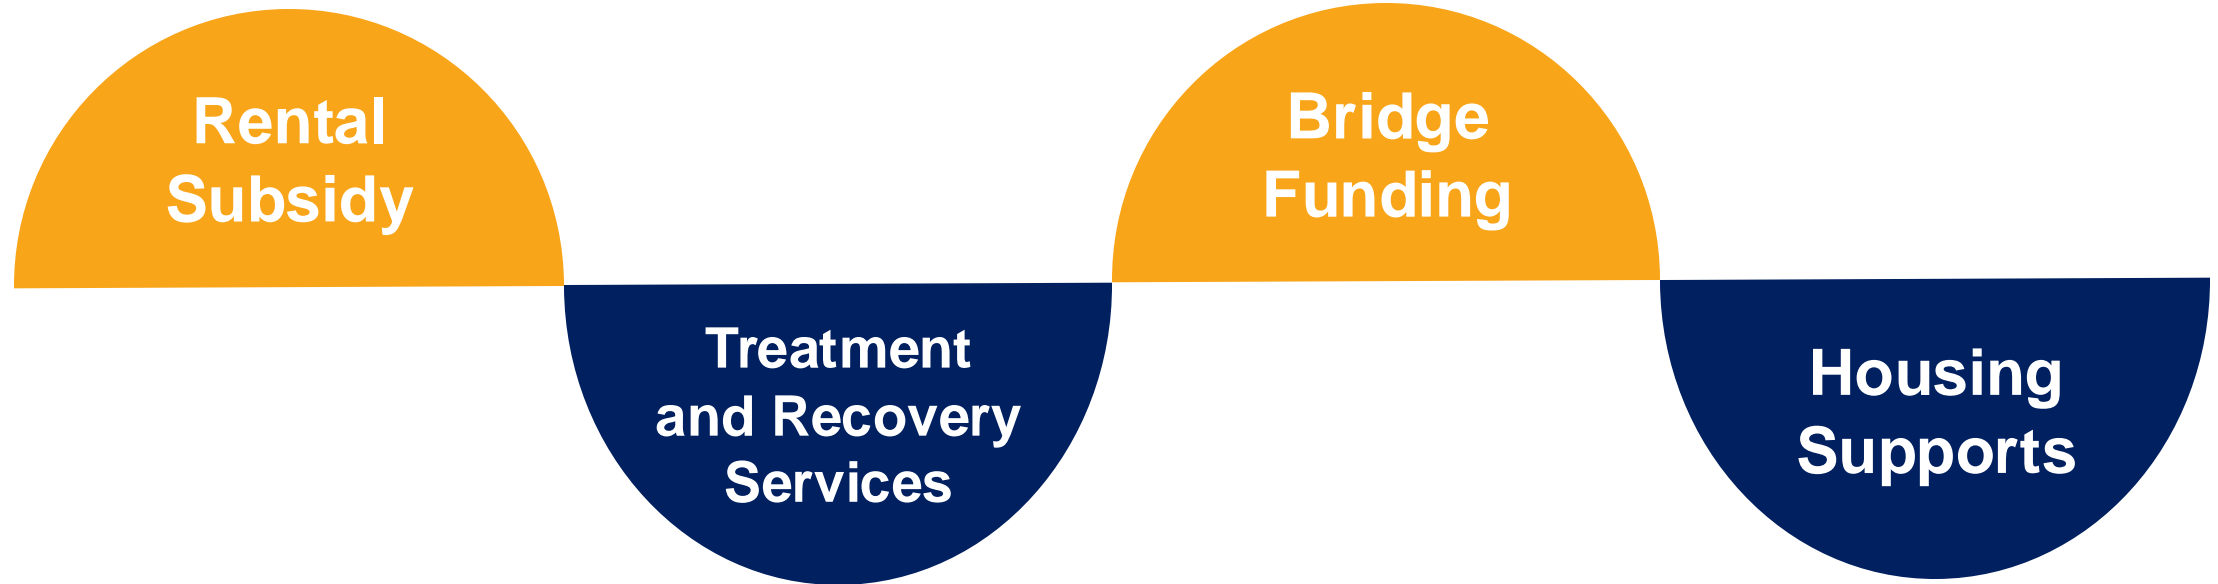 Rental
Subsidy
Treatment
and Recovery
Services
Bridge
Funding
Housing
Supports